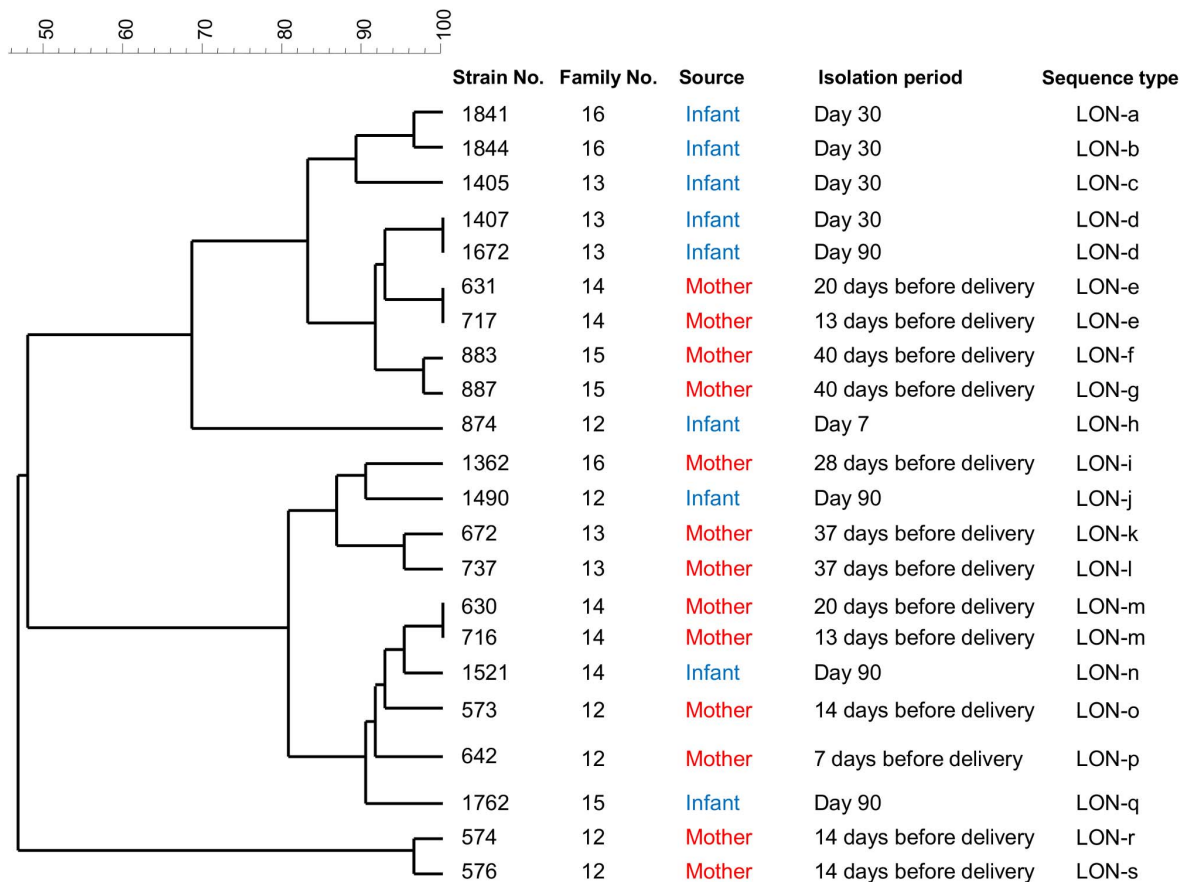 50 60 70 80 90 100
Strain No. Family No. Source Isolation period Sequence type
1841 16 Infant Day 30 LON-a
1844 16 Infant Day 30 LON-b
1405 13 Infant Day 30 LON-c
1407 13 Infant Day 30 LON-d
1672 13 Infant Day 90 LON-d
631 14 Mother 20 days before delivery LON-e
717 14 Mother 13 days before delivery LON-e
883 15 Mother 40 days before delivery LON-f
887 15 Mother 40 days before delivery LON-g
874 12 Infant Day 7 LON-h
1362 16 Mother 28 days before delivery LON-i
1490 12 Infant Day 90 LON-j
672 13 Mother 37 days before delivery LON-k
737 13 Mother 37 days before delivery LON-l
630 14 Mother 20 days before delivery LON-m
716 14 Mother 13 days before delivery LON-m
1521 14 Infant Day 90 LON-n
573 12 Mother 14 days before delivery LON-o
642 12 Mother 7 days before delivery LON-p
1762 15 Infant Day 90 LON-q
574 12 Mother 14 days before delivery LON-r
576 12 Mother 14 days before delivery LON-s